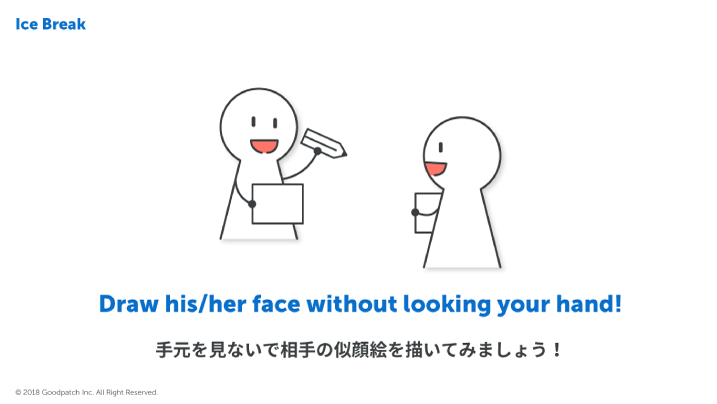 Ice Break
Draw his/her face without looking your hand!
手元を見ないで相手の似顔絵を描いてみましょう！
© 2018 Goodpatch Inc. All Right Reserved.